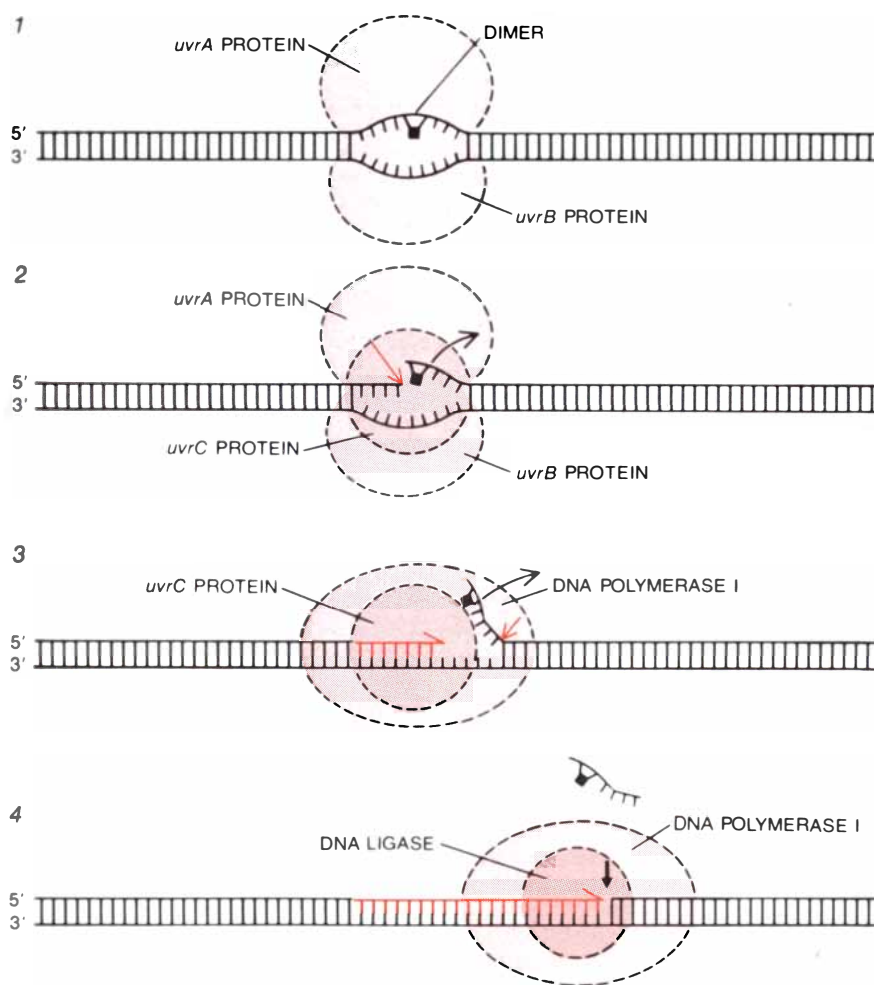 1
uvrA PROTEIN
DIMER
5′
3′
uvrB PROTEIN
2
uvrA PROTEIN
5′
3′
uvrC PROTEIN
uvrB PROTEIN
3
uvrC PROTEIN
DNA POLYMERASE I
5′
3′
4
DNA LIGASE
DNA POLYMERASE I
5′
3′